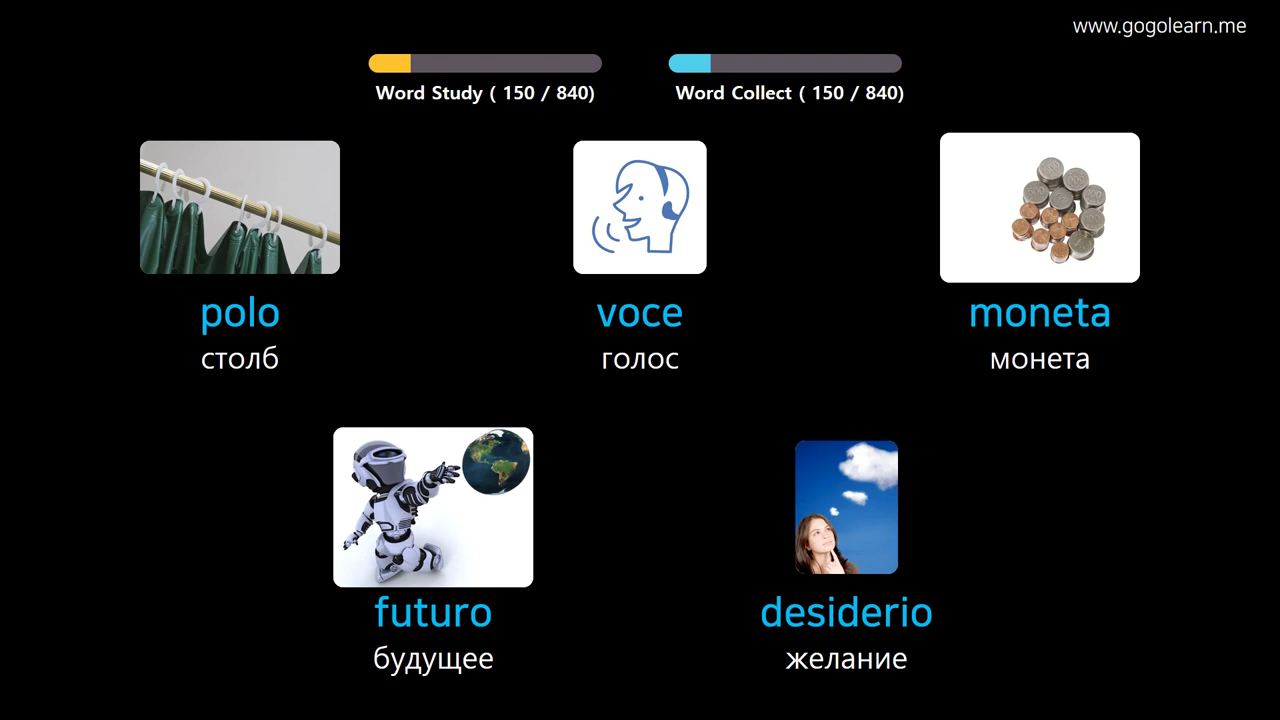 www.gogolearn.me
Word Study ( 150 / 840)
Word Collect ( 150 / 840)
polo
столб
voce
голос
moneta
монета
futuro
будущее
desiderio
желание